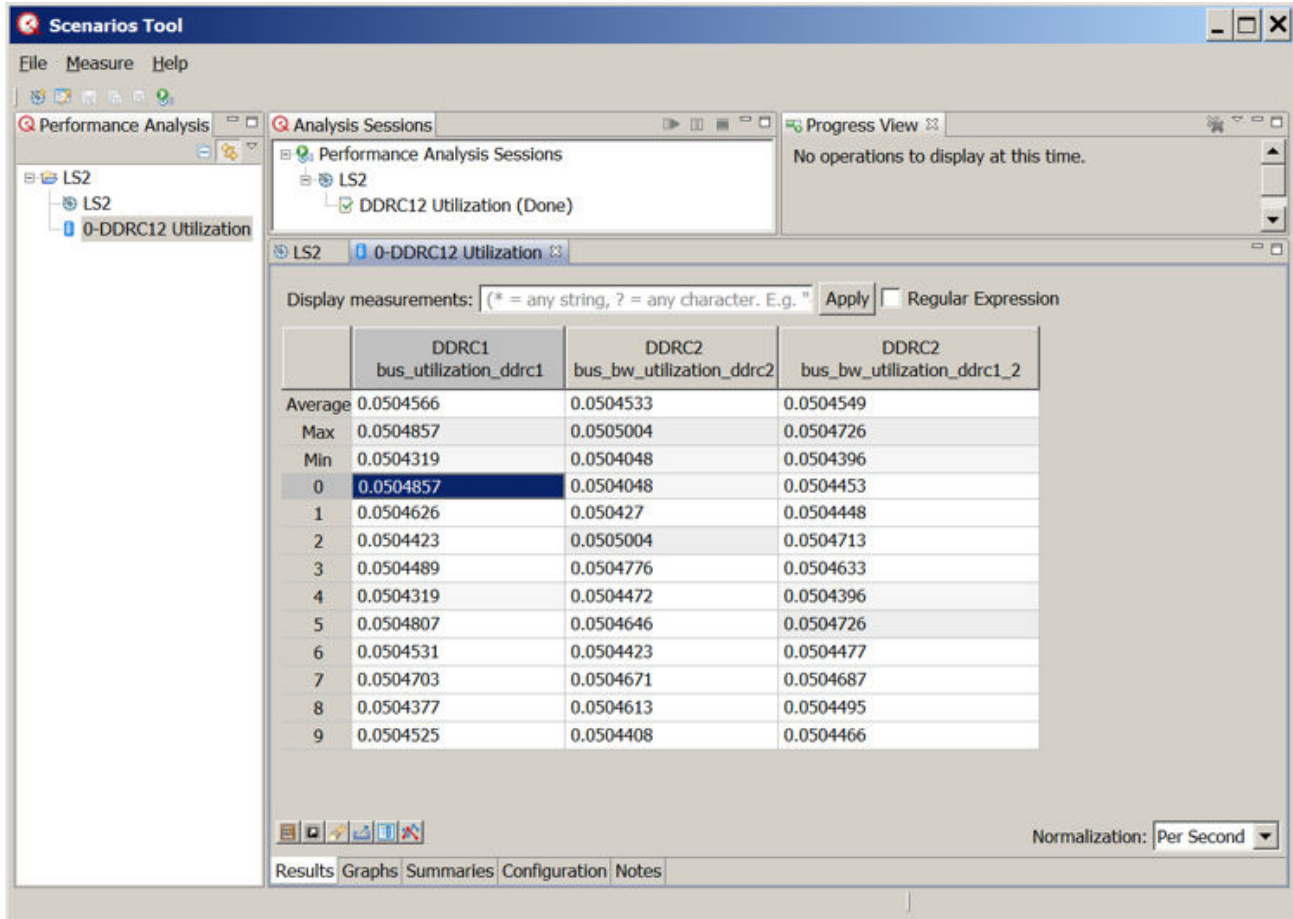 Scenarios Tool
File Measure Help
Performance Analysis
LS2
LS2
0-DDRC12 Utilization
Analysis Sessions
Performance Analysis Sessions
LS2
DDRC12 Utilization (Done)
Progress View
No operations to display at this time.
LS2 0-DDRC12 Utilization
Display measurements: (* = any string, ? = any character. E.g. " Apply Regular Expression
DDRC1 DDRC2 DDRC2
bus_utilization_ddrc1 bus_bw_utilization_ddrc2 bus_bw_utilization_ddrc1_2
Average 0.0504566 0.0504533 0.0504549
Max 0.0504857 0.0505004 0.0504726
Min 0.0504319 0.0504048 0.0504396
0 0.0504857 0.0504048 0.0504453
1 0.0504626 0.050427 0.0504448
2 0.0504423 0.0505004 0.0504713
3 0.0504489 0.0504776 0.0504633
4 0.0504319 0.0504472 0.0504396
5 0.0504807 0.0504646 0.0504726
6 0.0504531 0.0504423 0.0504477
7 0.0504703 0.0504671 0.0504687
8 0.0504377 0.0504613 0.0504495
9 0.0504525 0.0504408 0.0504466
Normalization: Per Second
Results Graphs Summaries Configuration Notes